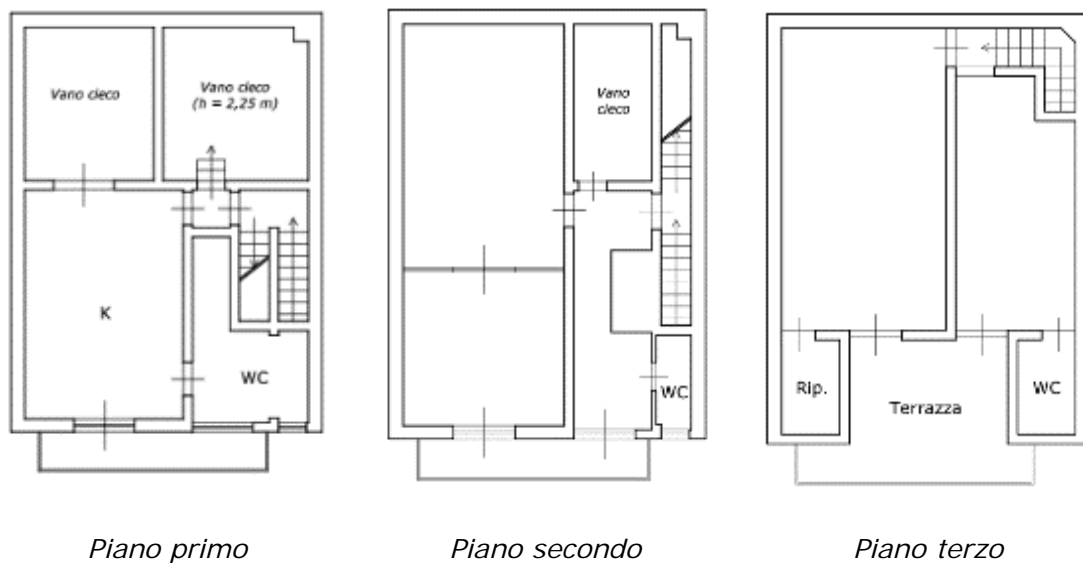 Vano cieco
Vano cieco
(h = 2,25 m)
K
WC
Piano primo
Vano
cieco
WC
Piano secondo
Rip.
Terrazza
WC
Piano terzo